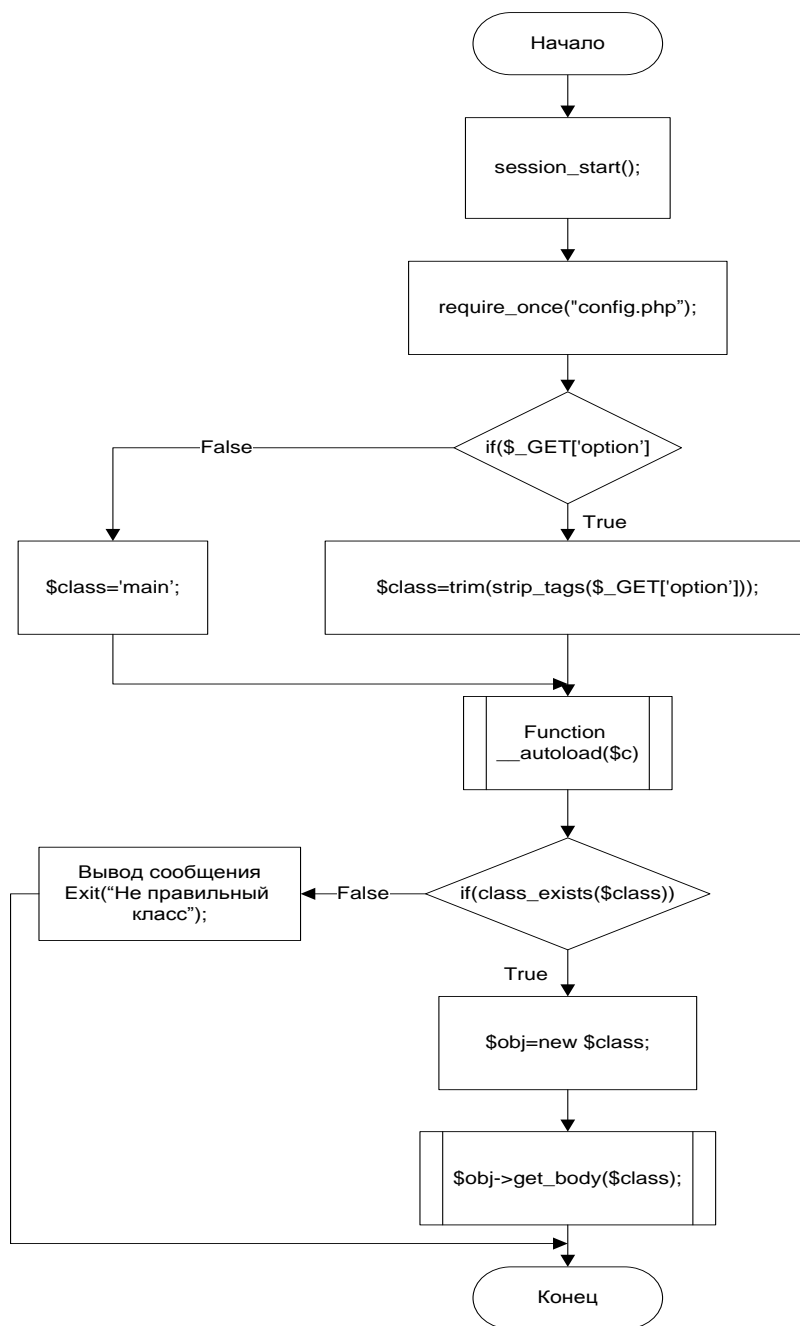 Начало
session_start();
require_once("config.php”);
if($_GET['option’]
False
True
$class='main’;
$class=trim(strip_tags($_GET['option’]));
Function
__autoload($c)
Вывод сообщения
Exit(“Не правильный
класс”);
False
if(class_exists($class))
True
$obj=new $class;
$obj->get_body($class);
Конец